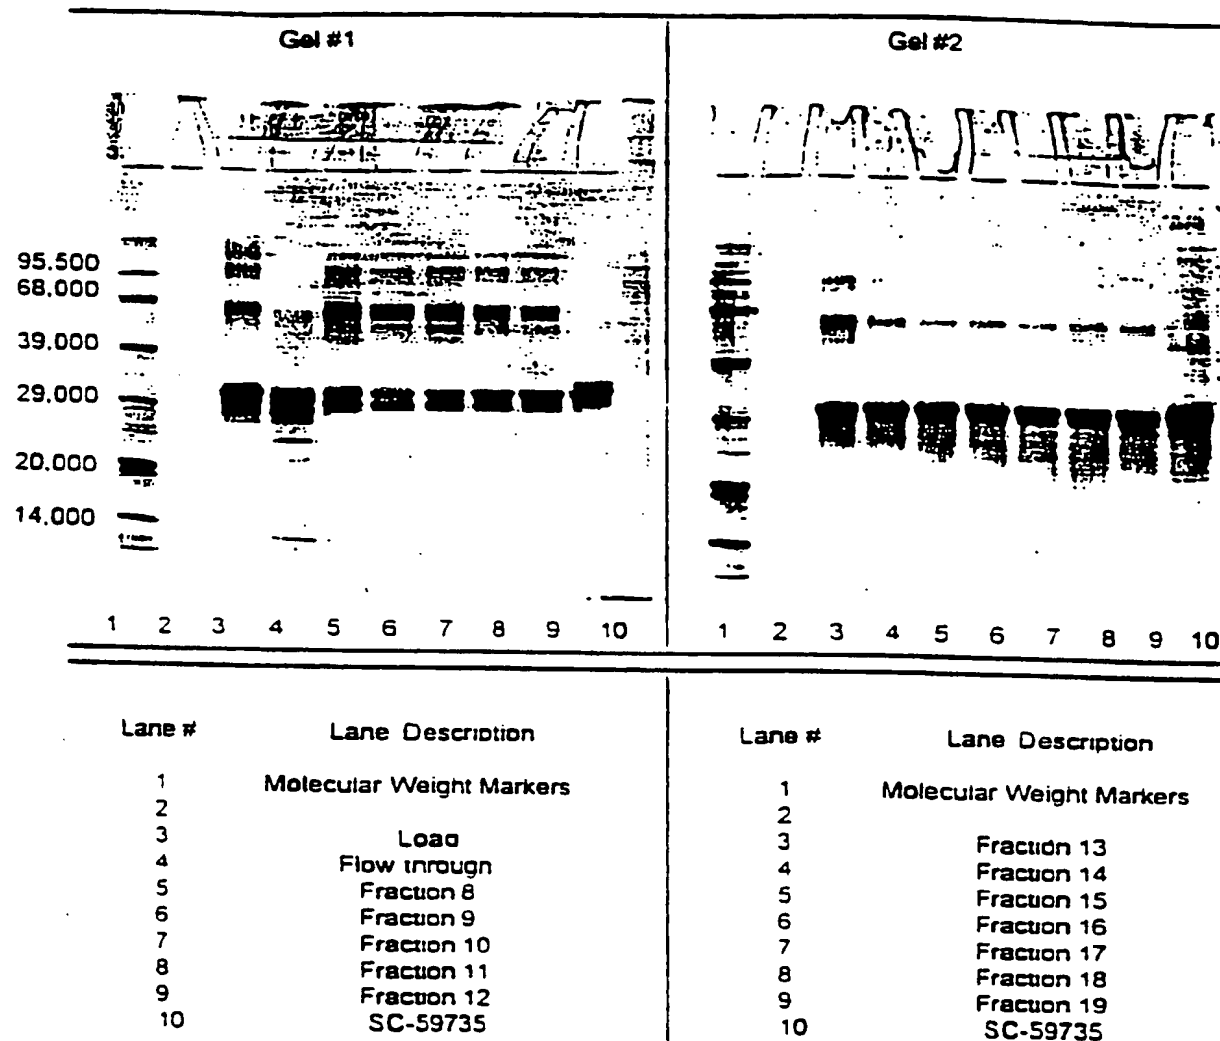 Gel #1
95.500
68.000
39.000
29.000
20.000
14.000
1 2 3 4 5 6 7 8 9 10
Gel #2
1 2 3 4 5 6 7 8 9 10
Lane # Lane Description
1 Molecular Weight Markers
2
3 Load
4 Flow through
5 Fraction 8
6 Fraction 9
7 Fraction 10
8 Fraction 11
9 Fraction 12
10 SC-59735
Lane # Lane Description
1 Molecular Weight Markers
2
3 Fraction 13
4 Fraction 14
5 Fraction 15
6 Fraction 16
7 Fraction 17
8 Fraction 18
9 Fraction 19
10 SC-59735